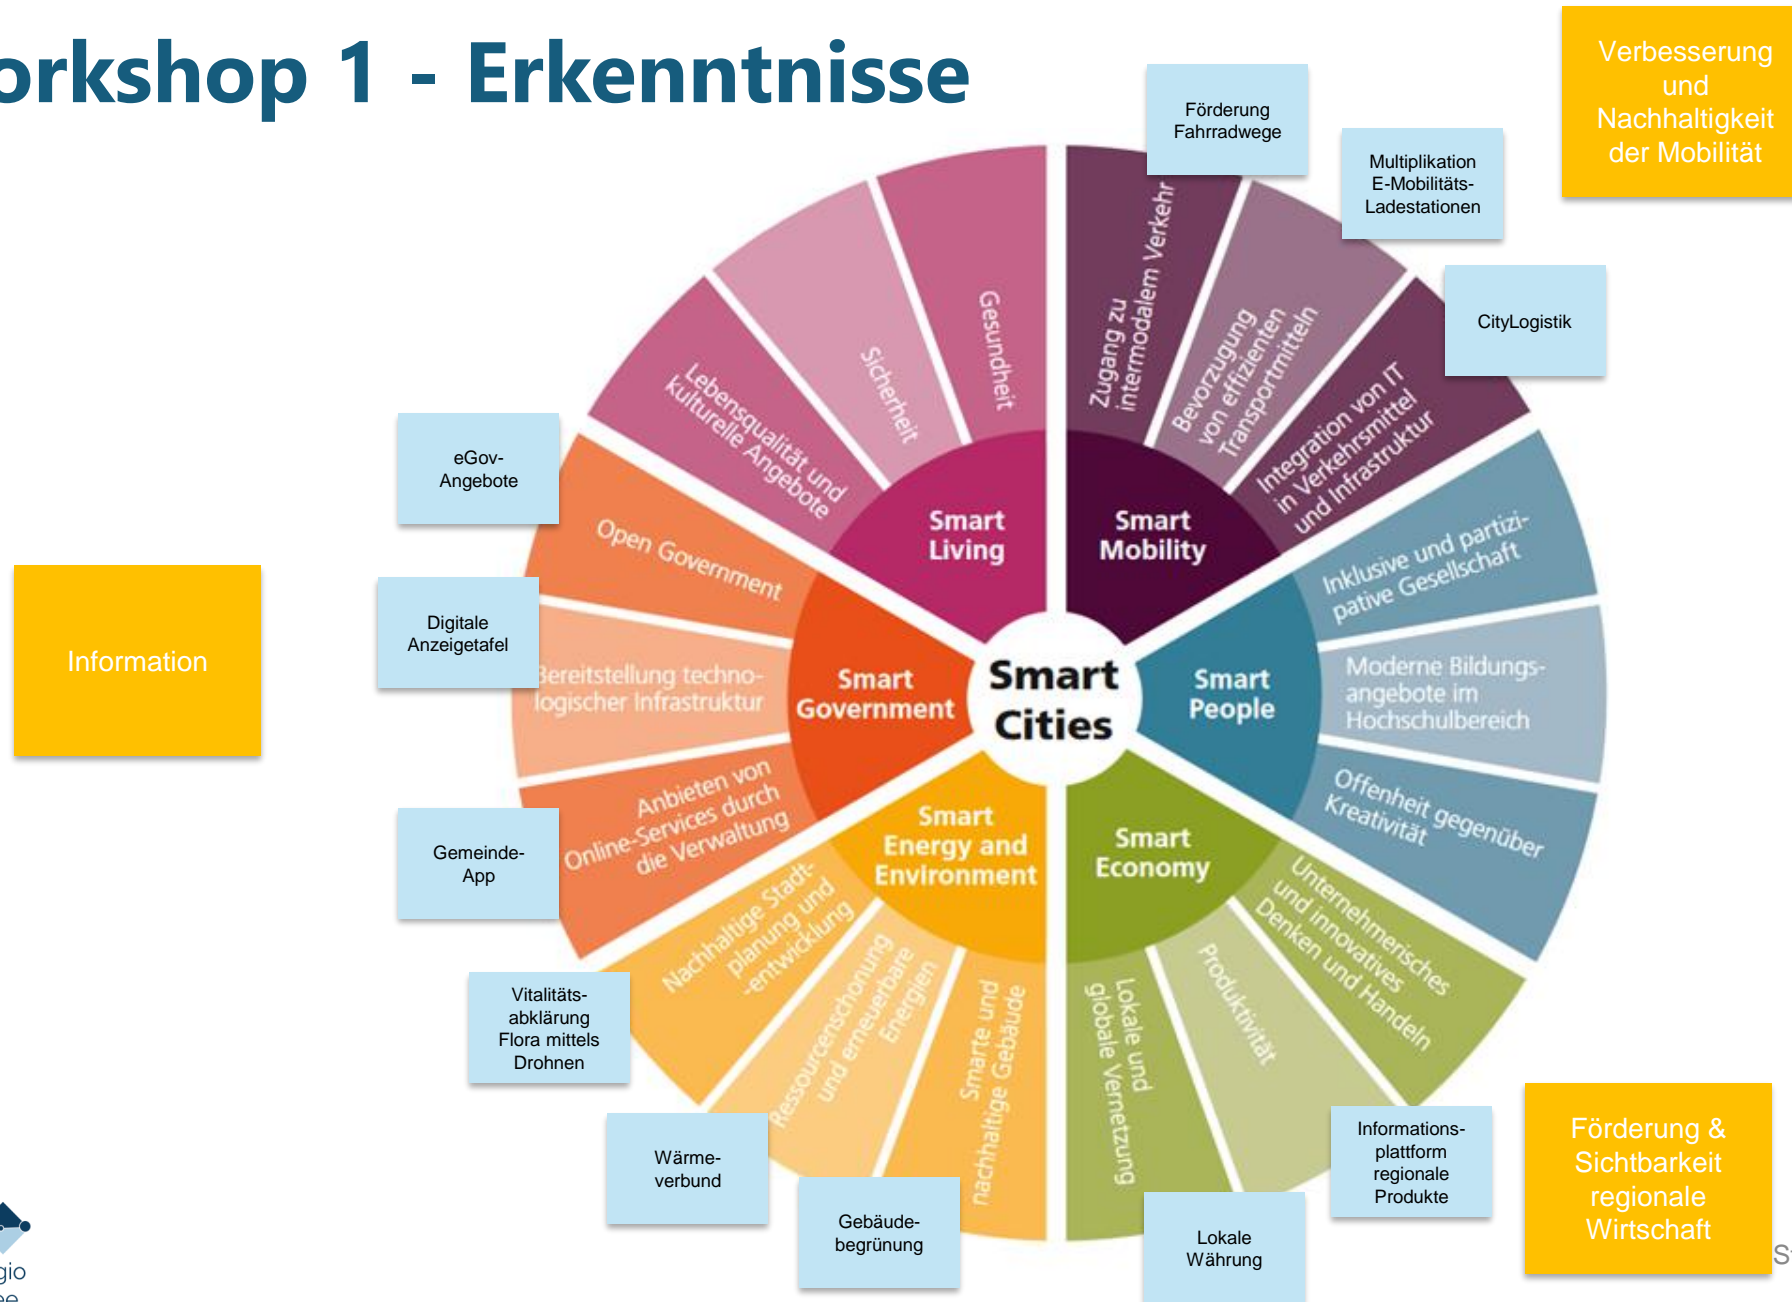 orkshop 1 - Erkenntnisse
Verbesserung
und
Nachhaltigkeit
der Mobilität
Förderung
Fahrradwege
Multiplikation
E-Mobilitäts-
Ladestationen
CityLogistik
Gesundheit
Sicherheit
Lebensqualität und
kulturelle Angebote
Smart
Living
Zugang zu
intermodalem Verkehr
Bevorzugung
von effizienten
Transportmitteln
Integration von IT
in Verkehrsmittel
und Infrastruktur
Smart
Mobility
eGov-
Angebote
Digitale
Anzeigetafel
Gemeinde-
App
Information
Open Government
Bereitstellung techno-
logischer Infrastruktur
Anbieten von
Online-Services durch
die Verwaltung
Smart
Government
Smart
Cities
Smart
People
Inklusive und partizi-
pative Gesellschaft
Moderne Bildungs-
angebote im
Hochschulbereich
Offenheit gegenüber
Kreativität
Smart
Energy and
Environment
Nachhaltige Stadt-
planung und
-entwicklung
Ressourcenschonung
und erneuerbare
Energien
Smarte und
nachhaltige Gebäude
Smart
Economy
Lokale und
globale Vernetzung
Produktivität
Unternehmerisches
und innovatives
Denken und Handeln
Vitalitäts-
abklärung
Flora mittels
Drohnen
Wärme-
verbund
Gebäude-
begrünung
Lokale
Währung
Informations-
plattform
regionale
Produkte
Förderung &
Sichtbarkeit
regionale
Wirtschaft
gio
ee